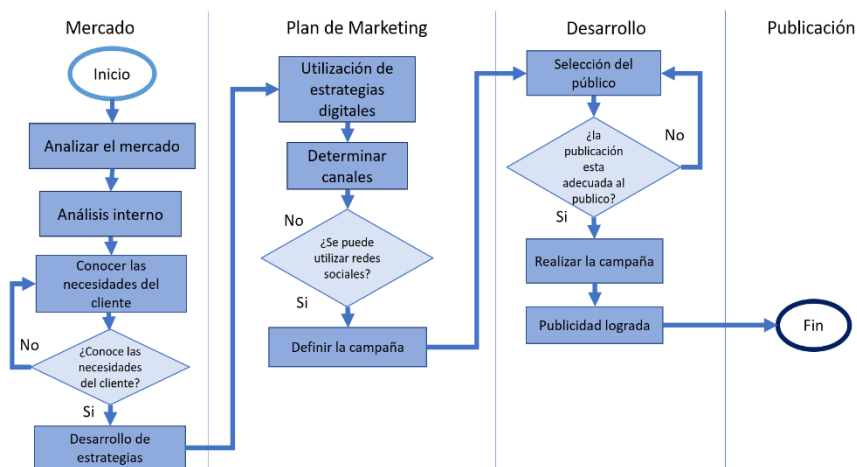 Mercado
Inicio
Analizar el mercado
Análisis interno
Conocer las
necesidades del
cliente
No
¿Conoce las
necesidades
del cliente?
Si
Desarrollo de
estrategias
Plan de Marketing
Utilización de
estrategias
digitales
Determinar
canales
No
¿Se puede
utilizar redes
sociales?
Si
Definir la campaña
Desarrollo
Selección del
público
No
¿la
publicación
esta
adecuada al
publico?
Si
Realizar la campaña
Publicidad lograda
Publicación
Fin